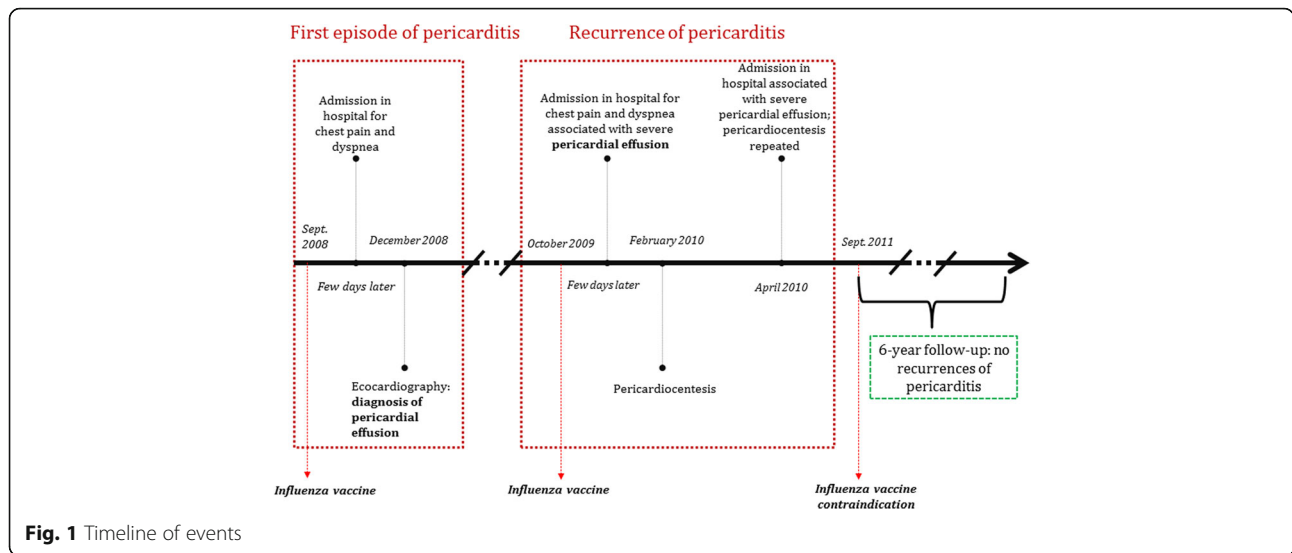 First episode of pericarditis
Recurrence of pericarditis
Admission in
hospital for
chest pain and
dyspnea
Admission in hospital for
chest pain and dyspnea
associated with severe
pericardial effusion
Admission in
hospital associated
with severe
pericardial effusion;
pericardiocentesis
repeated
Sept.
2008
December 2008
October 2009
February 2010
Sept. 2011
Few days later
Few days later
April 2010
Ecocardiography:
diagnosis of
pericardial
effusion
Pericardiocentesis
6-year follow-up: no
recurrences of
pericarditis
Influenza vaccine
Influenza vaccine
Influenza vaccine
contraindication
Fig. 1 Timeline of events